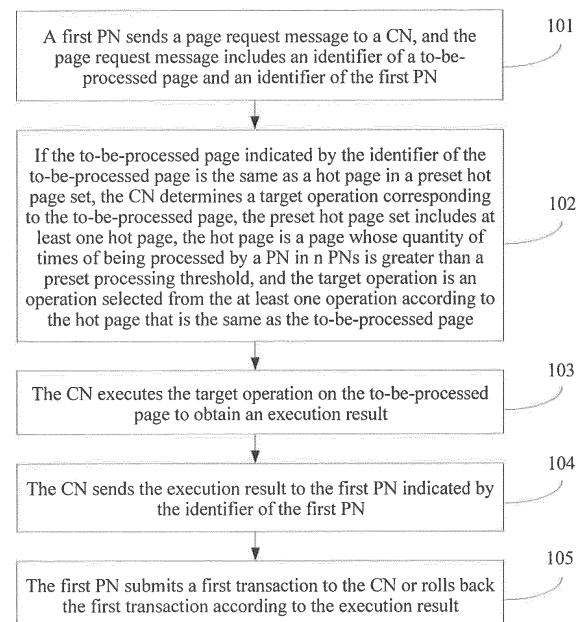 101
A first PN sends a page request message to a CN, and the
page request message includes an identifier of a to-be-
processed page and an identifier of the first PN
If the to-be-processed page indicated by the identifier of the
to-be-processed page is the same as a hot page in a preset hot
page set, the CN determines a target operation corresponding
to the to-be-processed page, the preset hot page set includes at
least one hot page, the hot page is a page whose quantity of
times of being processed by a PN in n PNs is greater than a
preset processing threshold, and the target operation is an
operation selected from the at least one operation according to
the hot page that is the same as the to-be-processed page
102
103
The CN executes the target operation on the to-be-processed
page to obtain an execution result
104
The CN sends the execution result to the first PN indicated by
the identifier of the first PN
105
The first PN submits a first transaction to the CN or rolls back
the first transaction according to the execution result